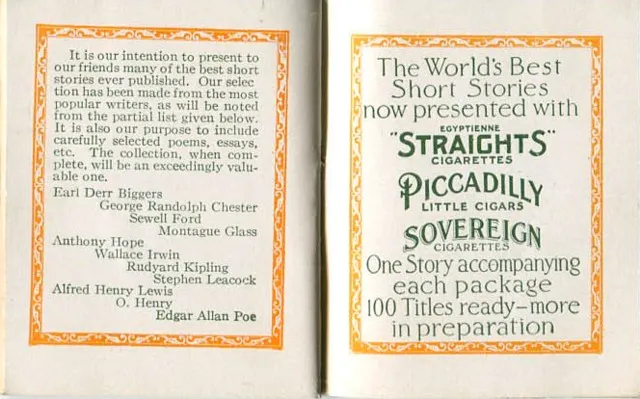 It is our intention to present to
our friends many of the best short
stories ever published. Our selec
tion has been made from the most
popular writers, as will be noted
from the partial list given below.
It is also our purpose to include
carefully selected poems, essays,
etc. The collection, when com-
plete, will be an exceedingly valu-
able one.
Earl Derr Biggers
George Randolph Chester
Sewell Ford
Montague Glass
Anthony Hope
Wallace Irwin
Rudyard Kipling
Stephen Leacock
Alfred Henry Lewis
O. Henry
Edgar Allan Poe
The World's Best
Short Stories
now presented with
EGYPTIENNE
"STRAIGHTS"
CIGARETTES
PICCADILLY
LITTLE CIGARS
SOVEREIGN
CIGARETTES
One Story accompanying
each package
100 Titles ready—more
in preparation